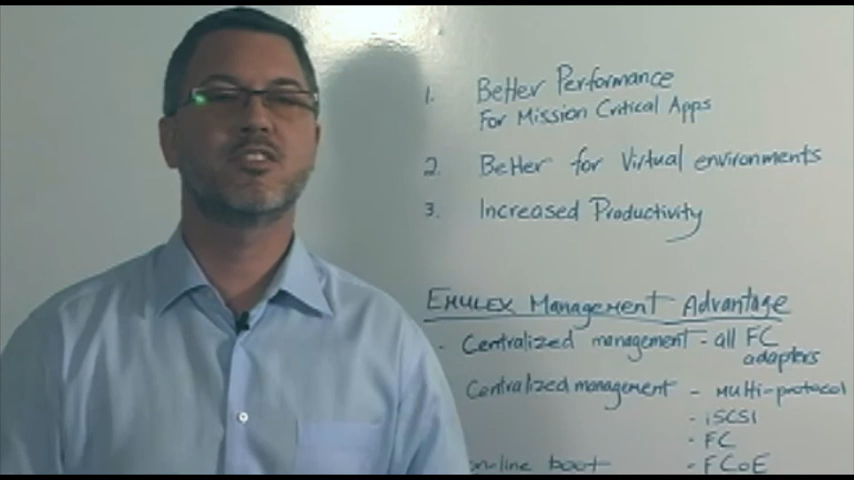 1. Better Performance
For Mission Critical Apps
2. Better for Virtual environments
3. Increased Productivity
EMULEX Management Advantage
- Centralized management - all FC
adapters
Centralized management - Multi-protocol
- iSCSI
- FC
on-line boot - FCoE